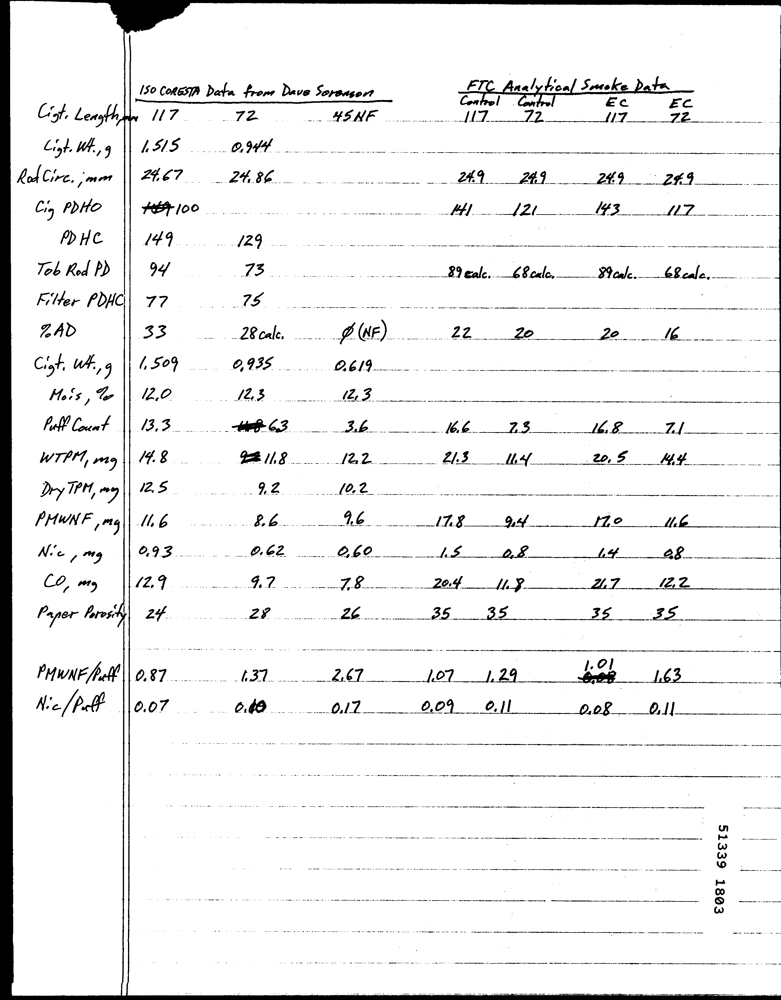 ISO CORESTA Data from Dave Sorenson FTC Analytical Smoke Data
Control Control EC EC
Cigt. Length, mm 117 72 45NF 117 72 117 72
Cigt. Wt., g 1.515 0.944
Rod Circ., mm 24.67 24.86 24.9 24.9 24.9 24.9
Cig PDHO 100 141 121 143 117
PDHC 149 129
Tob Rod PD 94 73 89 calc. 68 calc. 89 calc. 68 calc.
Filter PDHC 77 75
%AD 33 28 calc. Ø (NF) 22 20 20 16
Cigt. Wt., g 1.509 0.935 0.619
Mois, % 12.0 12.3 12.3
Puff Count 13.3 6.3 3.6 16.6 7.3 16.8 7.1
WTPM, mg 14.8 11.8 12.2 21.3 11.4 20.5 14.4
Dry TPM, mg 12.5 9.2 10.2
PMWNF, mg 11.6 8.6 9.6 17.8 9.4 17.0 11.6
Nic, mg 0.93 0.62 0.60 1.5 0.8 1.4 0.8
CO, mg 12.9 9.7 7.8 20.4 11.8 21.7 12.2
Paper Porosity 24 28 26 35 35 35 35
PMWNF/Puff 0.87 1.37 2.67 1.07 1.29 1.01 1.63
Nic/Puff 0.07 0.10 0.17 0.09 0.11 0.08 0.11
51339 1803